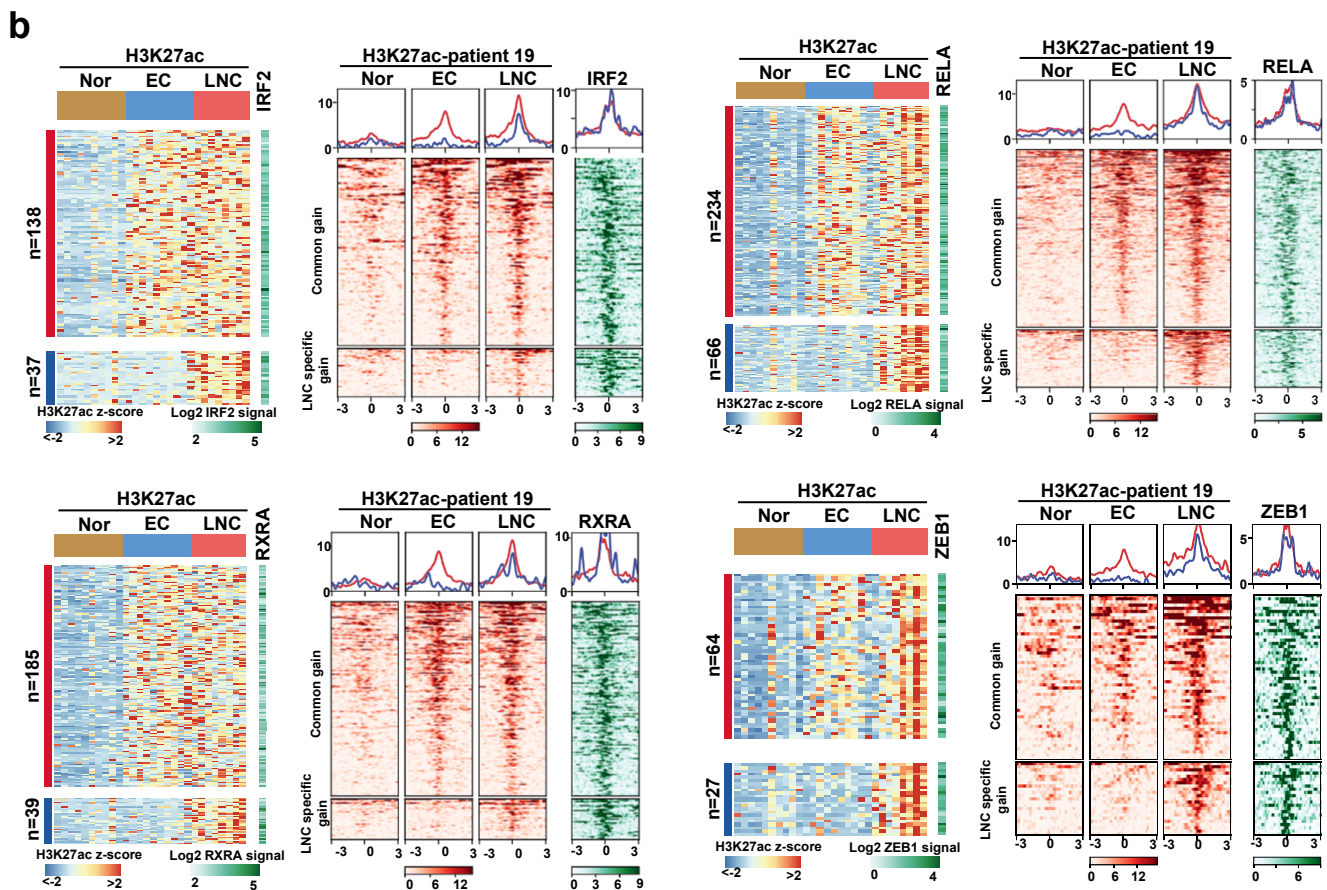 b
H3K27ac
Nor EC LNC
IRF2
n=138
n=37
H3K27ac z-score
<-2 >2
Log2 IRF2 signal
2 5
H3K27ac-patient 19
Nor EC LNC IRF2
10
0
10
0
Common gain
LNC specific
gain
-3 0 3 -3 0 3 -3 0 3 -3 0 3
0 6 12
0 3 6 9
H3K27ac
Nor EC LNC
RELA
n=234
n=66
H3K27ac z-score
<-2 >2
Log2 RELA signal
0 4
H3K27ac-patient 19
Nor EC LNC RELA
10
0
5
0
Common gain
LNC specific
gain
-3 0 3 -3 0 3 -3 0 3 -3 0 3
0 6 12
0 5
H3K27ac
Nor EC LNC
RXRA
n=185
n=39
H3K27ac z-score
<-2 >2
Log2 RXRA signal
2 5
H3K27ac-patient 19
Nor EC LNC RXRA
10
0
10
0
Common gain
LNC specific
gain
-3 0 3 -3 0 3 -3 0 3 -3 0 3
0 6 12
0 3 6 9
H3K27ac
Nor EC LNC
ZEB1
n=64
n=27
H3K27ac z-score
<-2 >2
Log2 ZEB1 signal
0 4
H3K27ac-patient 19
Nor EC LNC ZEB1
10
0
5
0
Common gain
LNC specific
gain
-3 0 3 -3 0 3 -3 0 3 -3 0 3
0 6 12
0 6